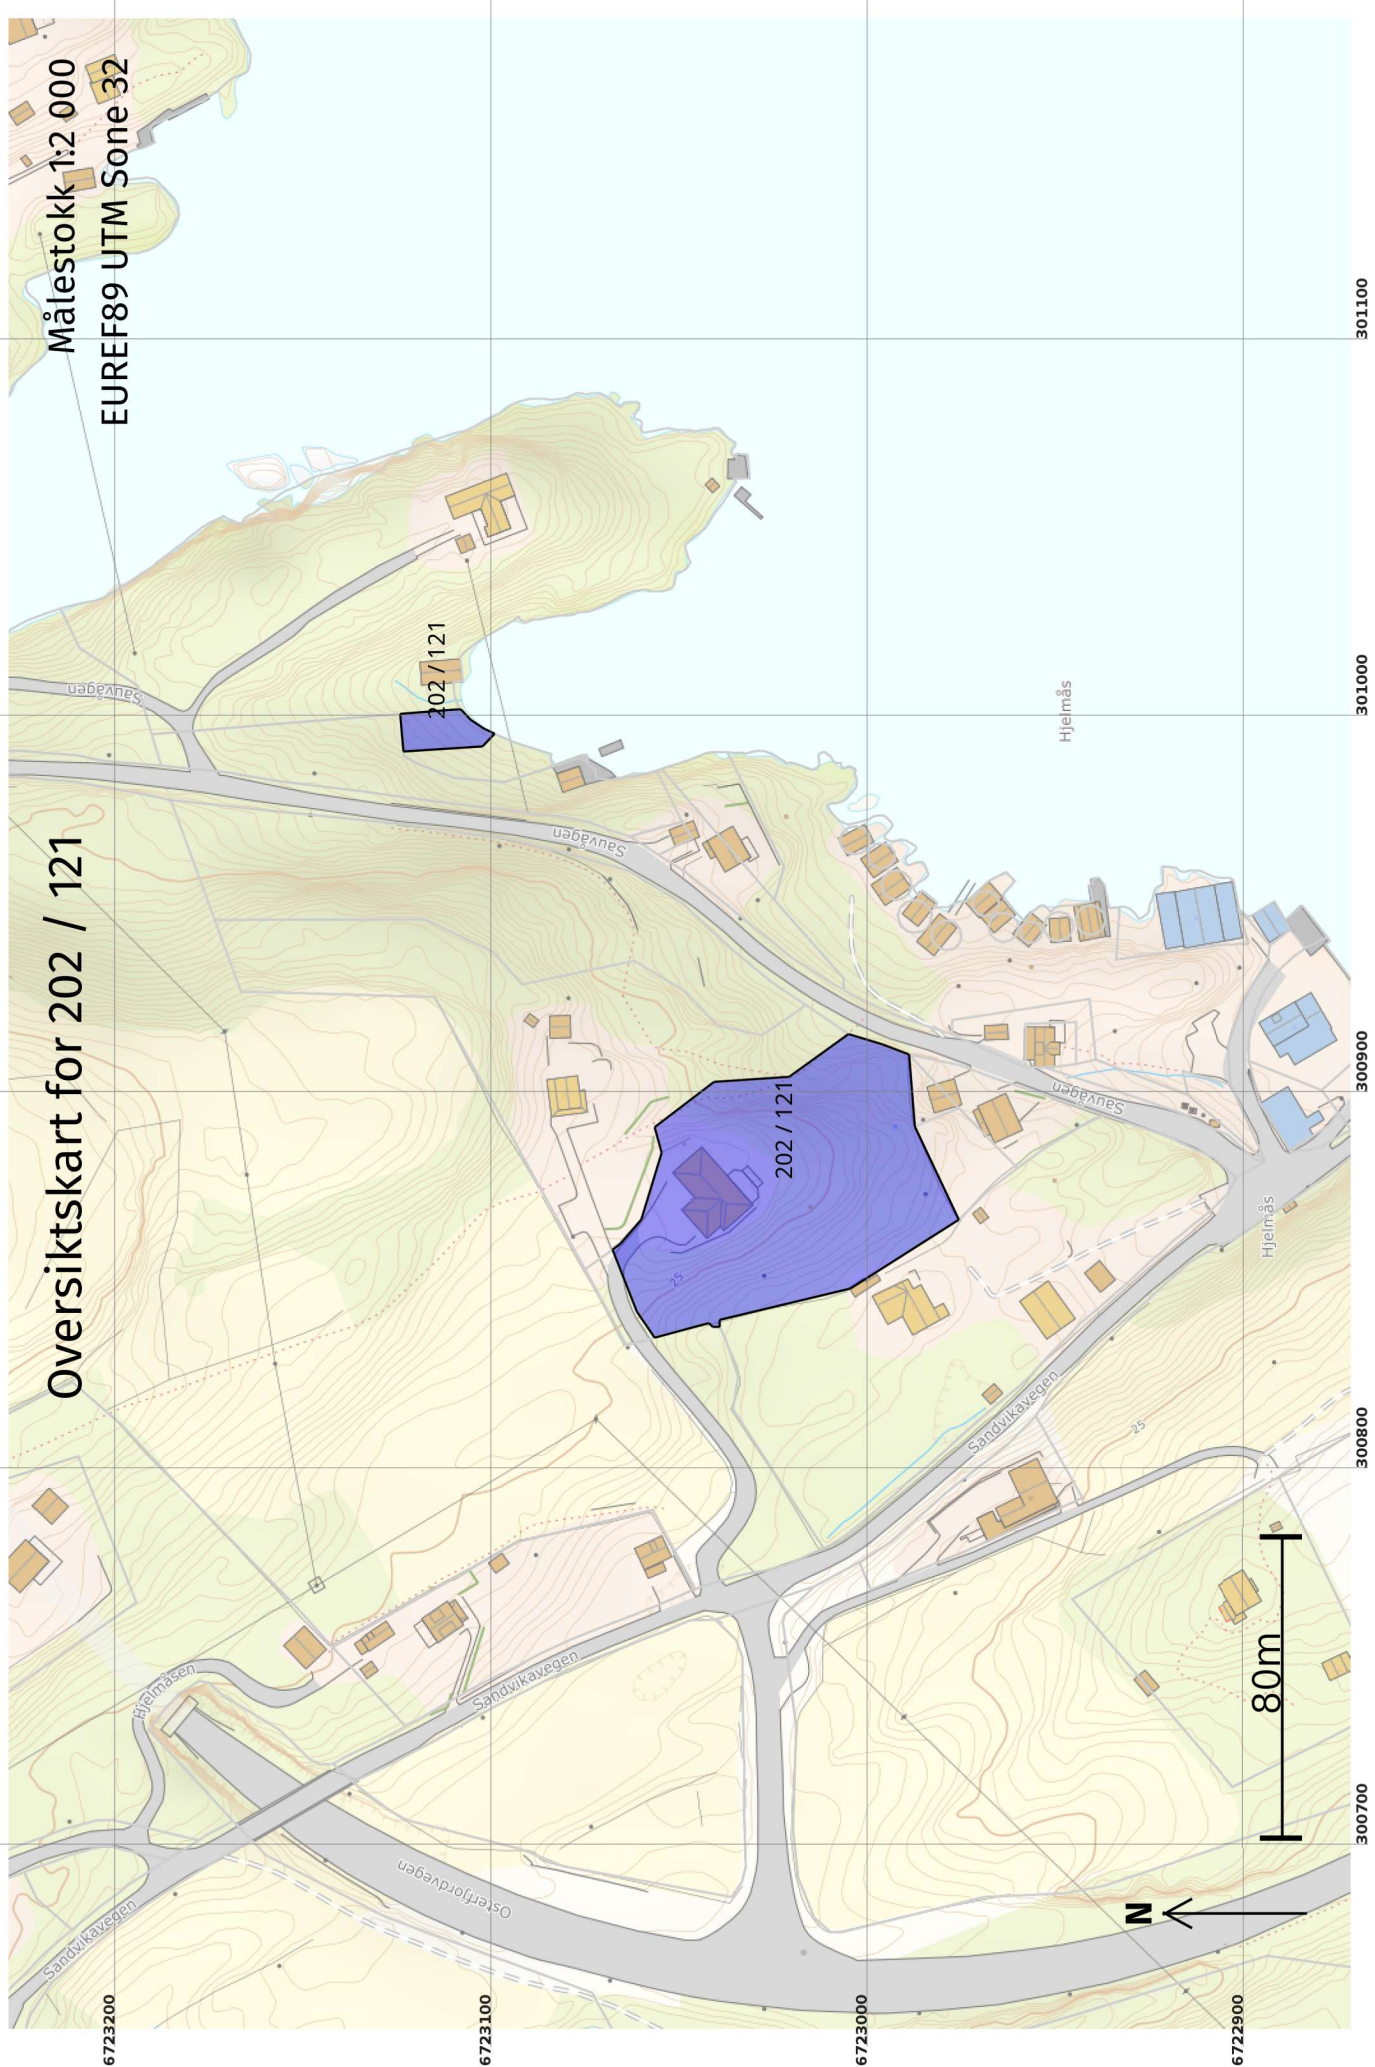 Oversiktskart for 202 / 121
Målestokk 1:2 000
EUREF89 UTM Sone 32
6723200
6723100
6723000
6722900
Sandvikavegen
Hjelmåsen
Sandvikavegen
Osterfjordvegen
Sandvikavegen
Sauvågen
Sauvågen
Sauvågen
202 / 121
202 / 121
25
25
Hjelmås
Hjelmås
N
80m
300700
300800
300900
301000
301100